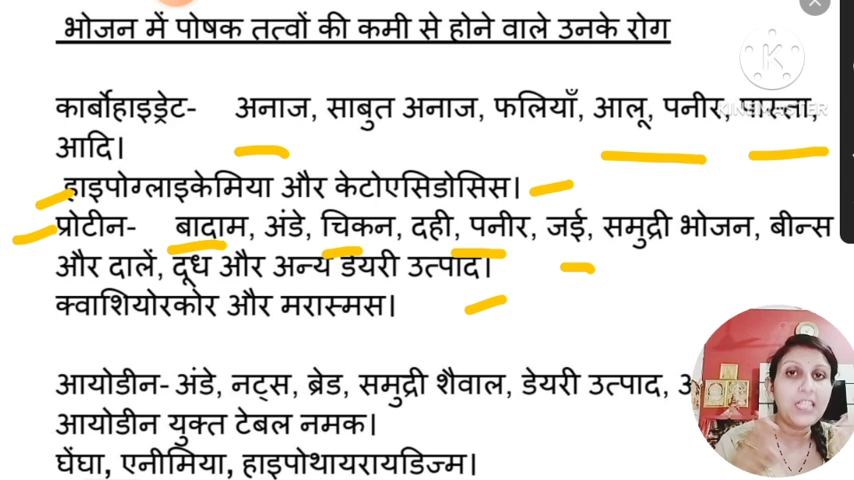 भोजन में पोषक तत्वों की कमी से होने वाले उनके रोग
कार्बोहाइड्रेट- अनाज, साबुत अनाज, फलियाँ, आलू, पनीर, पास्ता,
आदि।
हाइपोग्लाइकेमिया और केटोएसिडोसिस।
प्रोटीन- बादाम, अंडे, चिकन, दही, पनीर, जई, समुद्री भोजन, बीन्स
और दालें, दूध और अन्य डेयरी उत्पाद।
क्वाशियोरकोर और मरास्मस।
आयोडीन- अंडे, नट्स, ब्रेड, समुद्री शैवाल, डेयरी उत्पाद,
आयोडीन युक्त टेबल नमक।
घेंघा, एनीमिया, हाइपोथायरायडिज्म।
KINEMASTER